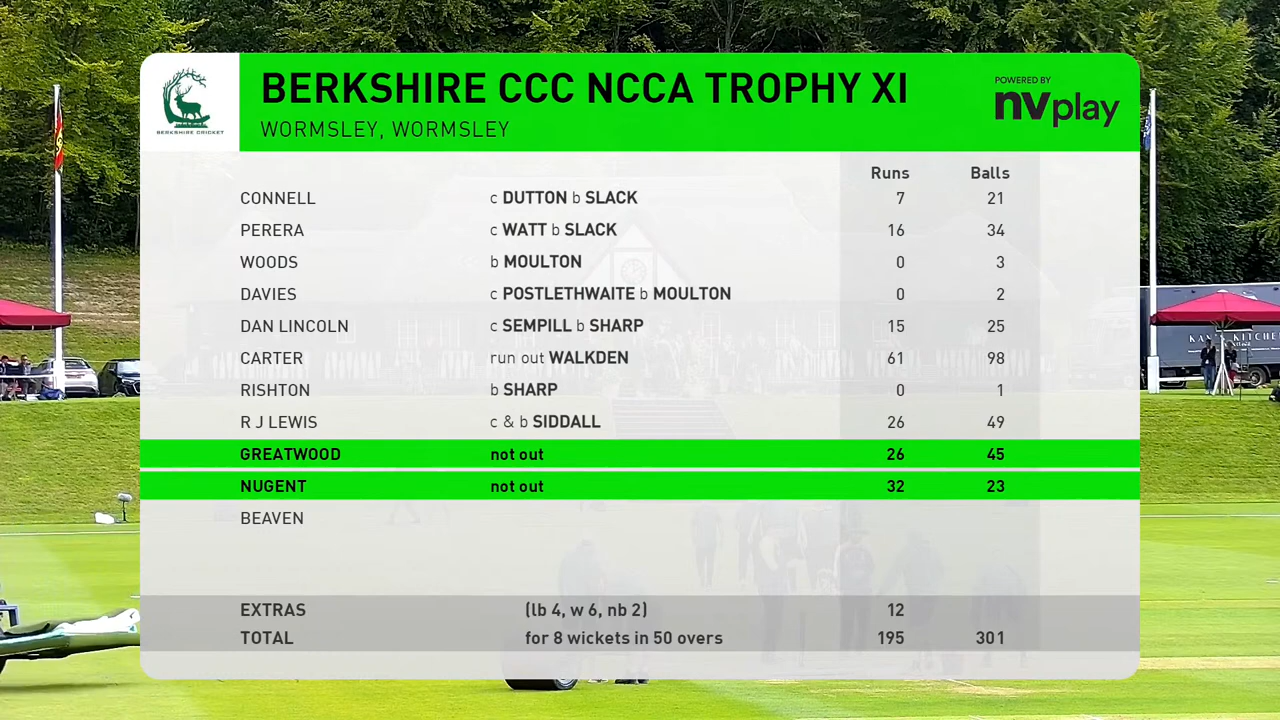 BERKSHIRE CCC NCCA TROPHY XI
WORMSLEY, WORMSLEY
BERKSHIRE CRICKET
POWERED BY
nvplay
Runs Balls
CONNELL c DUTTON b SLACK 7 21
PERERA c WATT b SLACK 16 34
WOODS b MOULTON 0 3
DAVIES c POSTLETHWAITE b MOULTON 0 2
DAN LINCOLN c SEMPILL b SHARP 15 25
CARTER run out WALKDEN 61 98
RISHTON b SHARP 0 1
R J LEWIS c & b SIDDALL 26 49
GREATWOOD not out 26 45
NUGENT not out 32 23
BEAVEN
EXTRAS (lb 4, w 6, nb 2) 12
TOTAL for 8 wickets in 50 overs 195 301